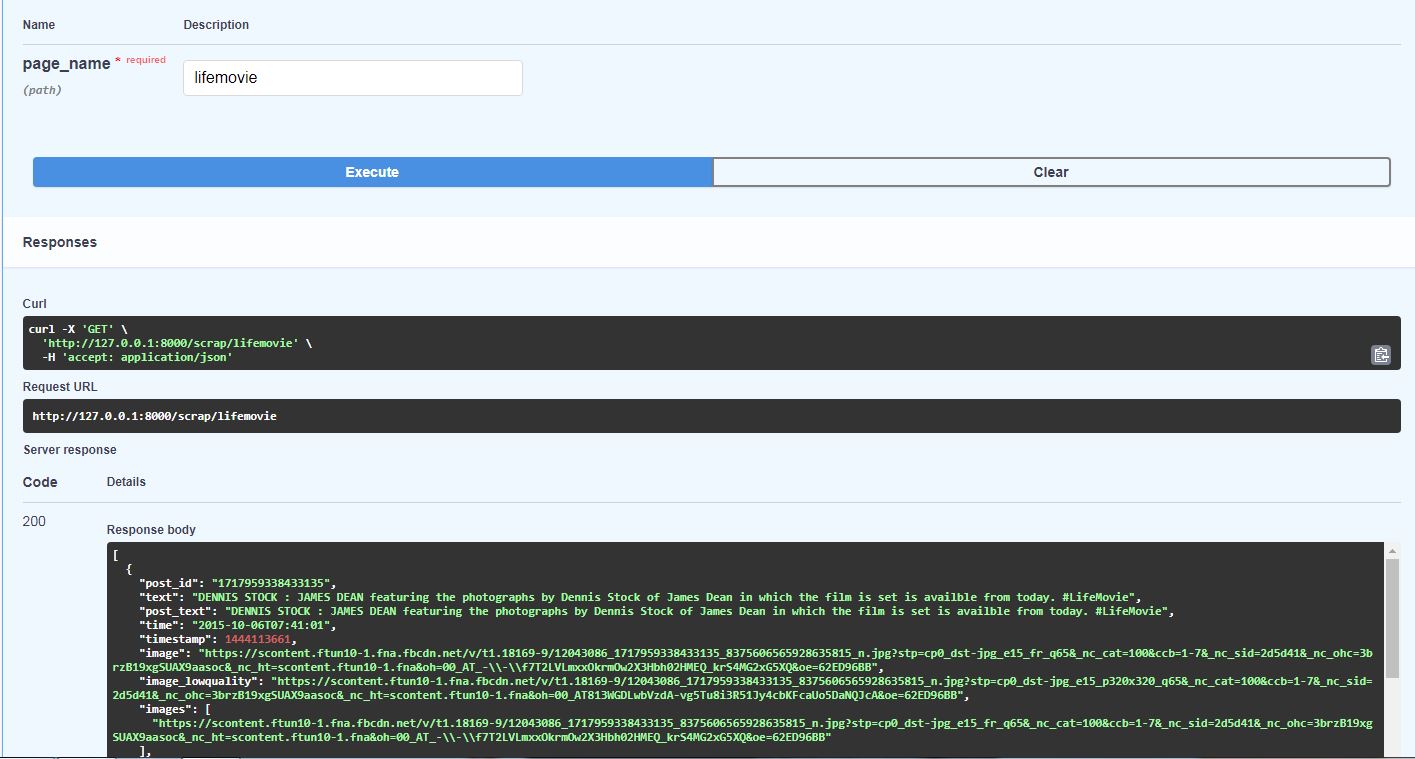 Name Description
page_name * required
lifemovie
(path)
Execute Clear
Responses
Curl
curl -X 'GET' \
'http://127.0.0.1:8000/scrap/lifemovie' \
-H 'accept: application/json'
Request URL
http://127.0.0.1:8000/scrap/lifemovie
Server response
Code Details
200
Response body
[
{
"post_id": "1717959338433135",
"text": "DENNIS STOCK : JAMES DEAN featuring the photographs by Dennis Stock of James Dean in which the film is set is availble from today. #LifeMovie",
"post_text": "DENNIS STOCK : JAMES DEAN featuring the photographs by Dennis Stock of James Dean in which the film is set is availble from today. #LifeMovie",
"time": "2015-10-06T07:41:01",
"timestamp": 1444113661,
"image": "https://scontent.ftun10-1.fna.fbcdn.net/v/t1.18169-9/12043086_1717959338433135_8375606565928635815_n.jpg?stp=cp0_dst-jpg_e15_fr_q65&_nc_cat=100&ccb=1-7&_nc_sid=2d5d41&_nc_ohc=3b
rzB19xgSUAX9aasoc&_nc_ht=scontent.ftun10-1.fna&oh=00_AT_-\\-\\f7T2LVLmxxOkrmOw2X3Hbh02HMEQ_krS4MG2xG5XQ&oe=62ED96BB",
"image_lowquality": "https://scontent.ftun10-1.fna.fbcdn.net/v/t1.18169-9/12043086_1717959338433135_8375606565928635815_n.jpg?stp=cp0_dst-jpg_e15_p320x320_q65&_nc_cat=100&ccb=1-7&_nc_sid=
2d5d41&_nc_ohc=3brzB19xgSUAX9aasoc&_nc_ht=scontent.ftun10-1.fna&oh=00_AT813WGDLwbVzdA-vg5Tu8i3R51Jy4cbKFcaUo5DaNQJcA&oe=62ED96BB",
"images": [
"https://scontent.ftun10-1.fna.fbcdn.net/v/t1.18169-9/12043086_1717959338433135_8375606565928635815_n.jpg?stp=cp0_dst-jpg_e15_fr_q65&_nc_cat=100&ccb=1-7&_nc_sid=2d5d41&_nc_ohc=3brzB19xg
SUAX9aasoc&_nc_ht=scontent.ftun10-1.fna&oh=00_AT_-\\-\\f7T2LVLmxxOkrmOw2X3Hbh02HMEQ_krS4MG2xG5XQ&oe=62ED96BB"
],